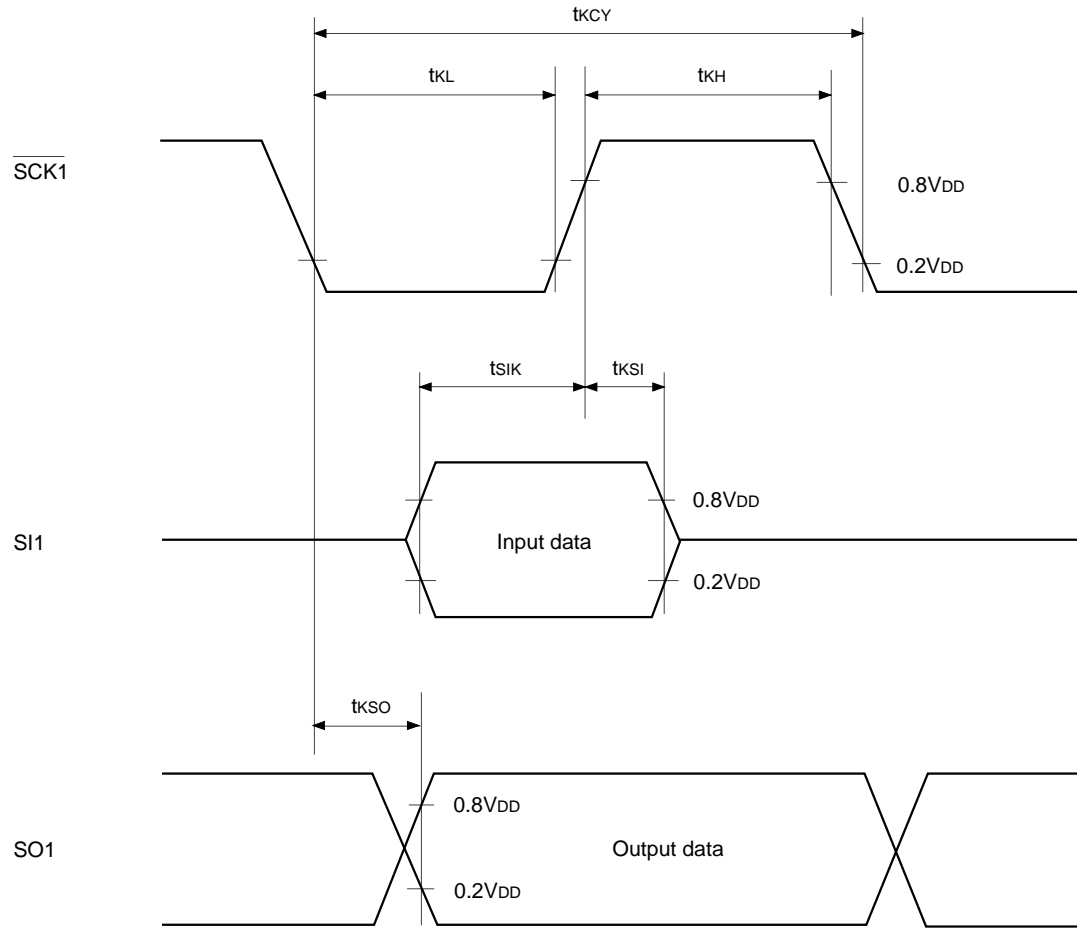 tKCY
tKL
tKH
SCK1
0.8VDD
0.2VDD
tSIK
tKSI
0.8VDD
SI1
Input data
0.2VDD
tKSO
0.8VDD
SO1
Output data
0.2VDD